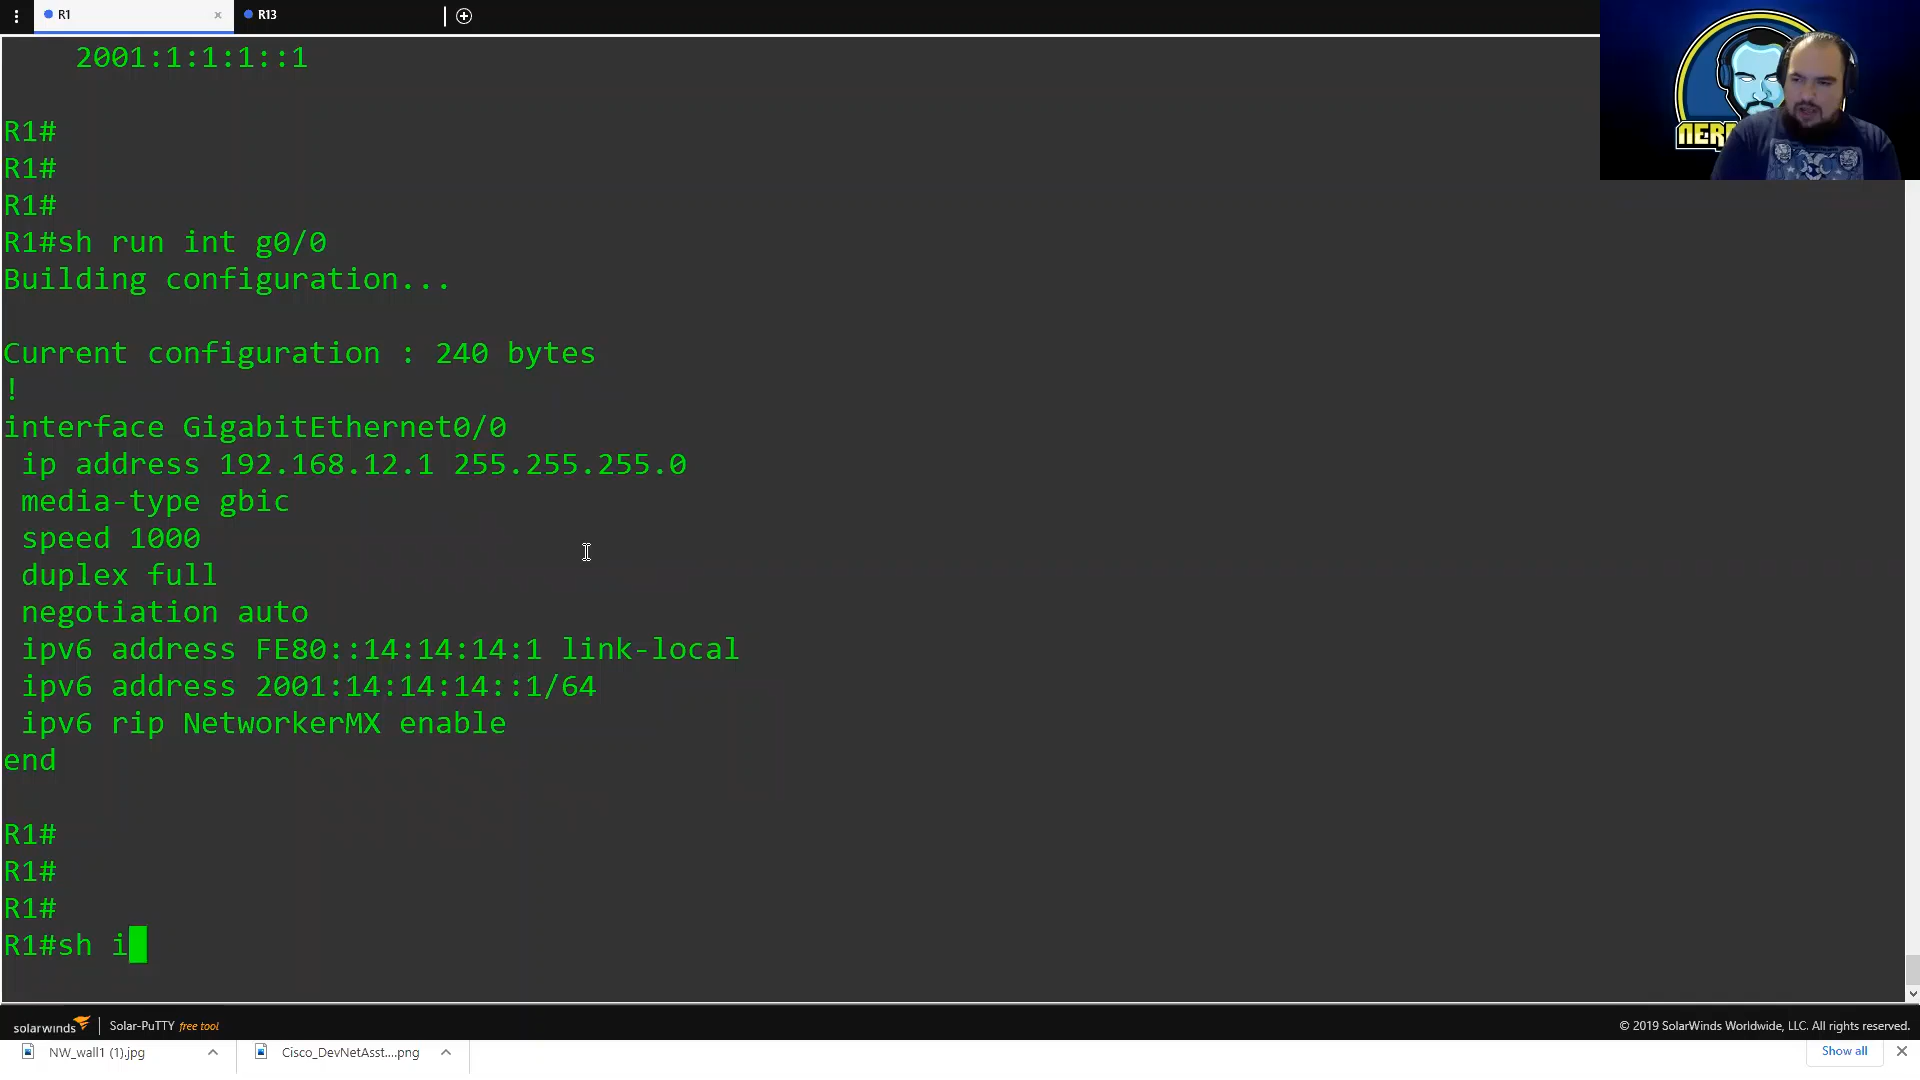 R1
R13
2001:1:1:1::1
R1#
R1#
R1#
R1#sh run int g0/0
Building configuration...
Current configuration : 240 bytes
!
interface GigabitEthernet0/0
ip address 192.168.12.1 255.255.255.0
media-type gbic
speed 1000
duplex full
negotiation auto
ipv6 address FE80::14:14:14:1 link-local
ipv6 address 2001:14:14:14::1/64
ipv6 rip NetworkerMX enable
end
R1#
R1#
R1#
R1#sh i
solarwinds
Solar-PuTTY free tool
© 2019 SolarWinds Worldwide, LLC. All rights reserved.
NW_wall1 (1).jpg
Cisco_DevNetAsst....png
Show all